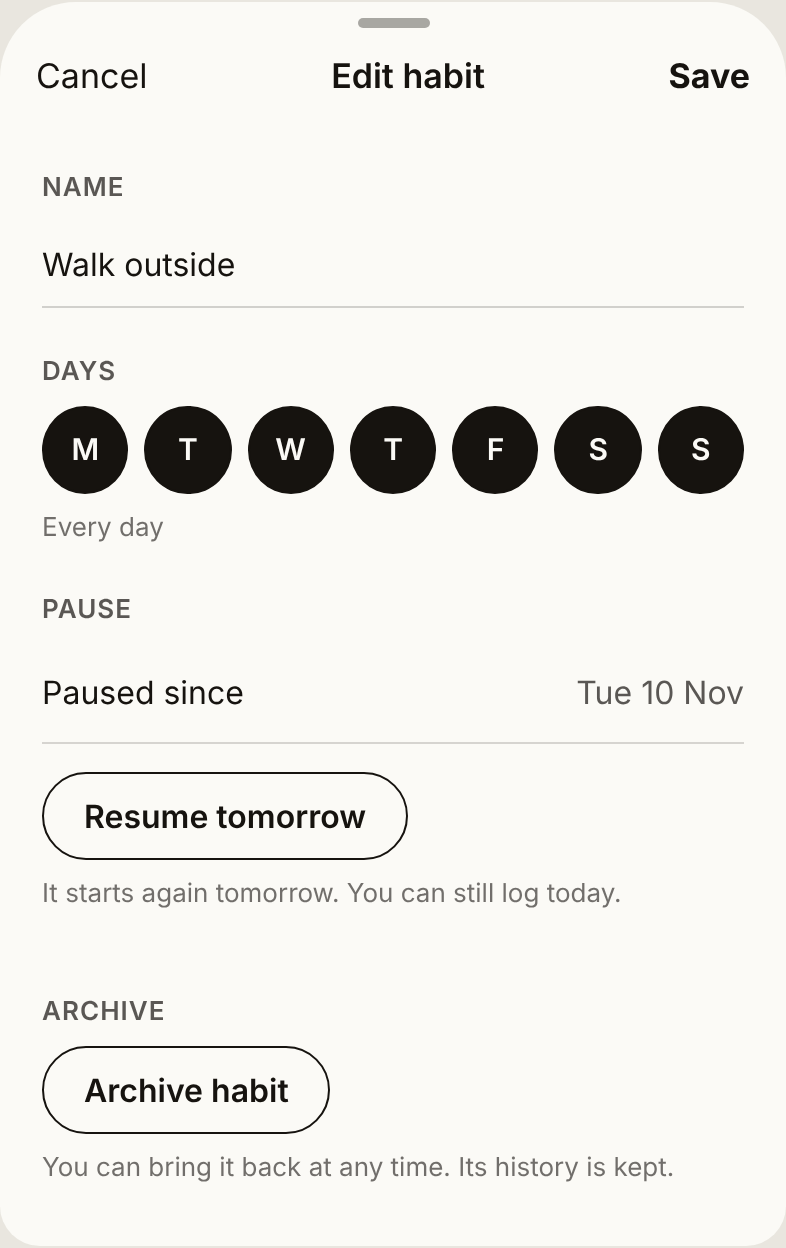 Cancel Edit habit Save
NAME
Walk outside
DAYS
M T W T F S S
Every day
PAUSE
Paused since Tue 10 Nov
Resume tomorrow
It starts again tomorrow. You can still log today.
ARCHIVE
Archive habit
You can bring it back at any time. Its history is kept.